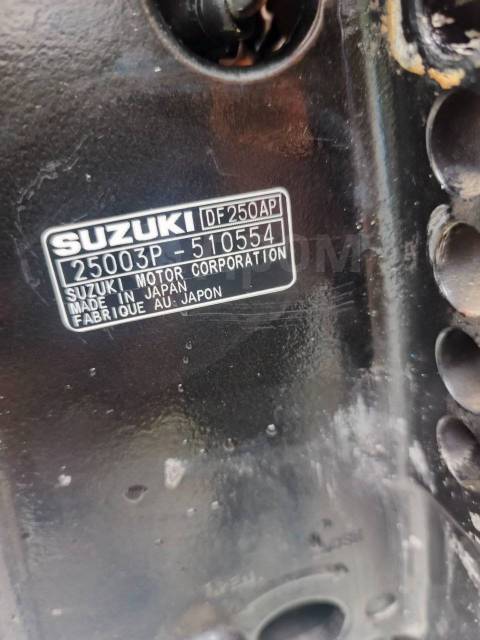 SUZUKI DF250AP
25003P-510554
SUZUKI MOTOR CORPORATION
MADE IN JAPAN
FABRIQUE AU JAPON